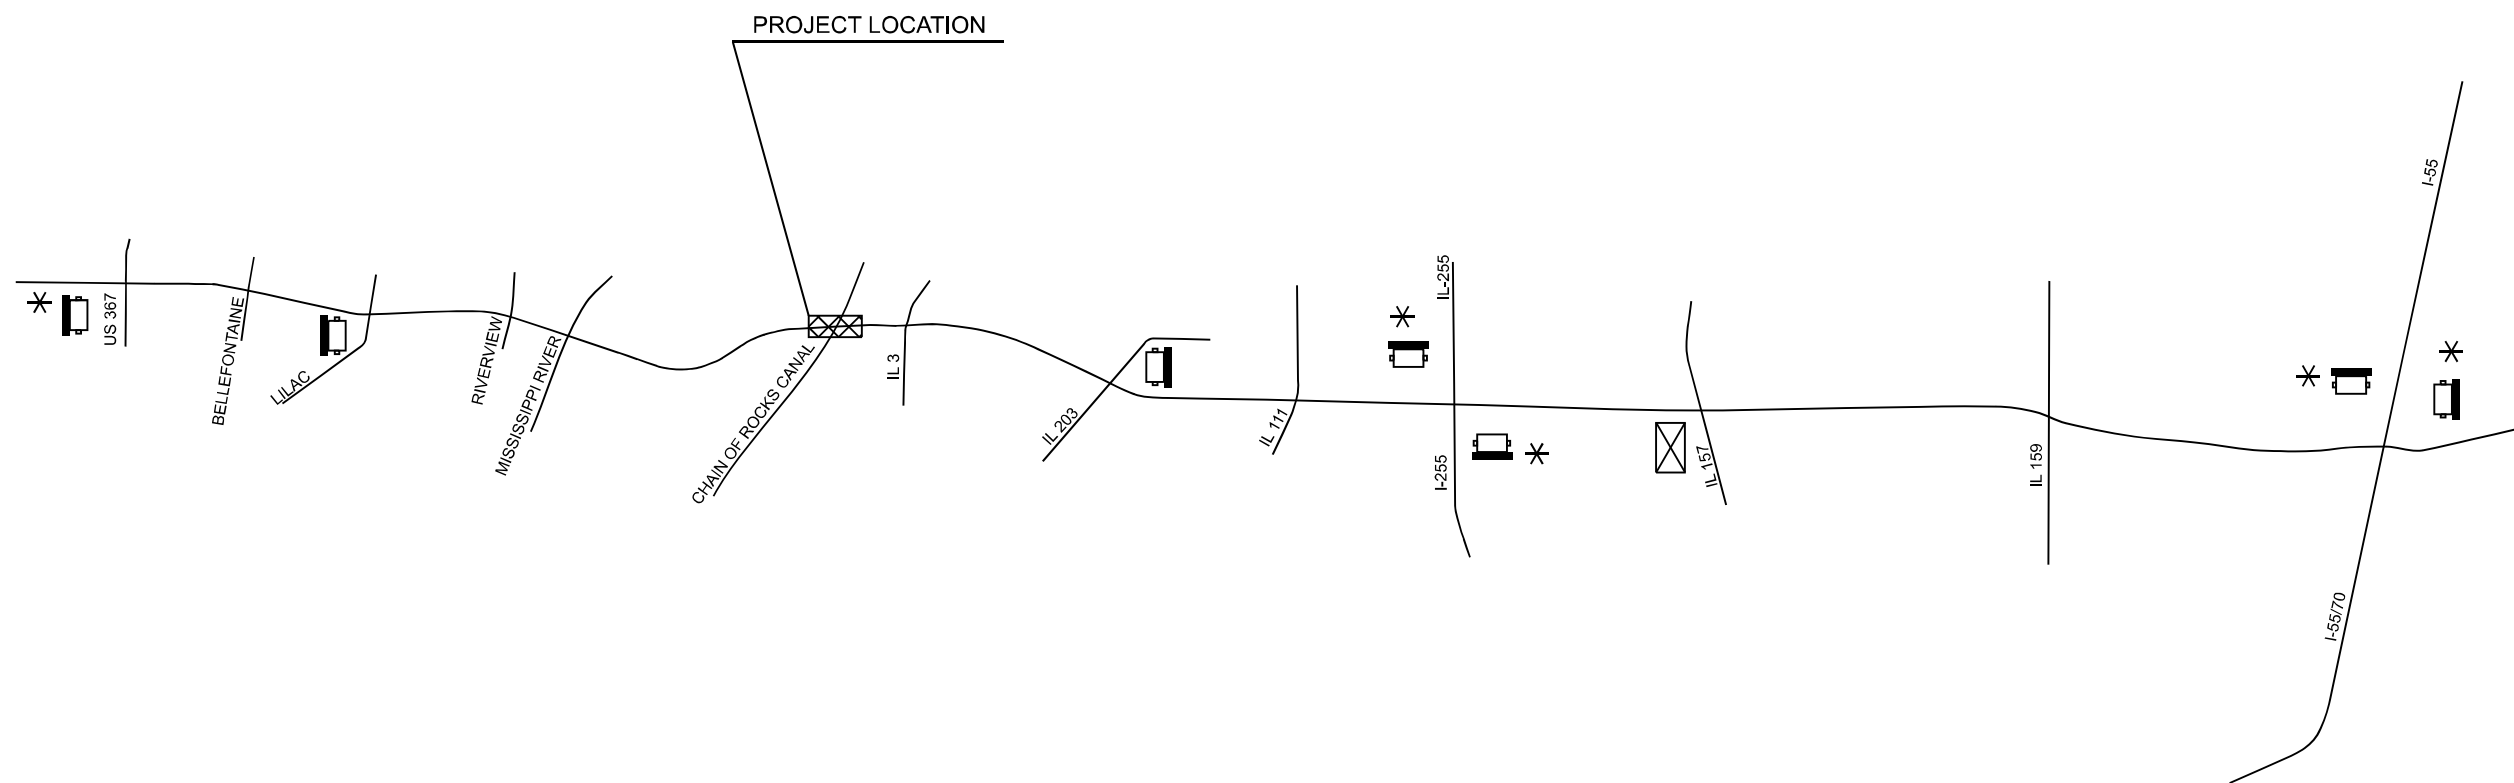 PROJECT LOCATION
US 367
BELLEFONTAINE
LILAC
RIVERVIEW
MISSISSIPPI RIVER
CHAIN OF ROCKS CANAL
IL 3
IL 203
IL 111
IL-255
I-255
IL 157
IL 159
I-55
I-55/70